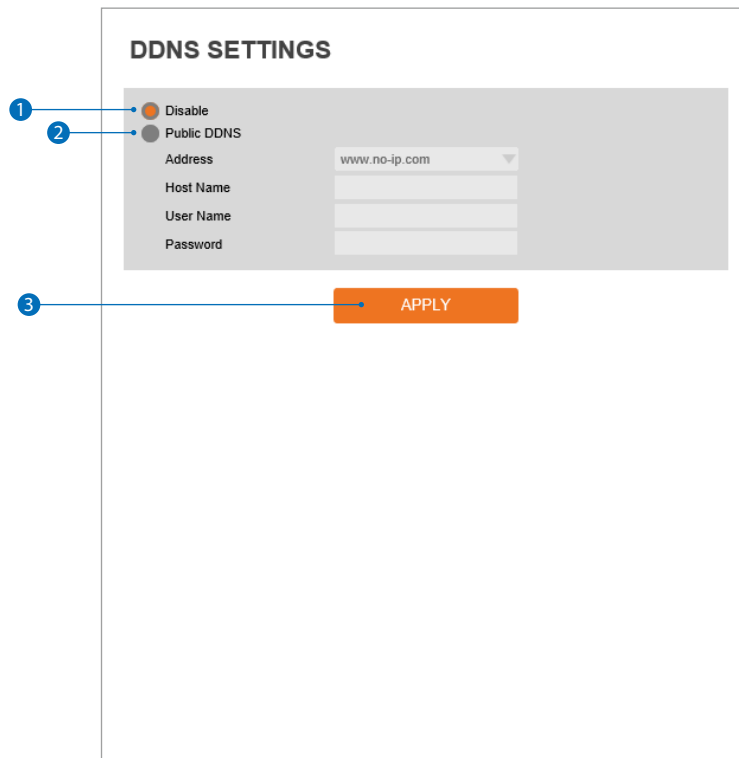 DDNS SETTINGS
1 Disable
2 Public DDNS
Address www.no-ip.com
Host Name
User Name
Password
3 APPLY